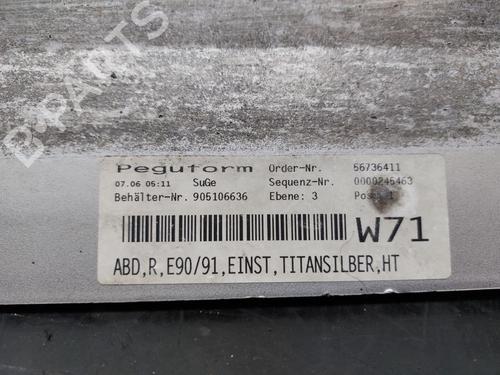 B-PARTS
Peguform Order-Nr. 56736411
07.06 05:11 SuGe Sequenz-Nr. 0000245463
Behälter-Nr. 905106636 Ebene: 3
W71
ABD,R,E90/91,EINST,TITANSILBER,HT